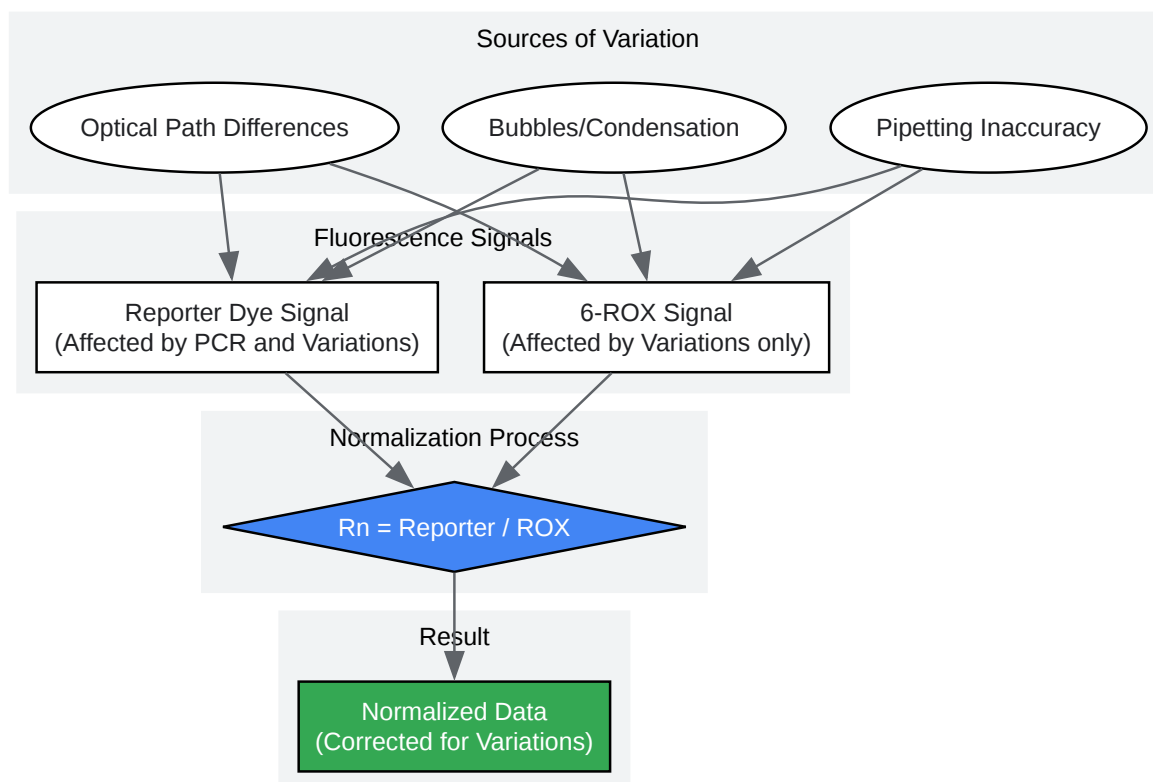 Sources of Variation
Optical Path Differences
Bubbles/Condensation
Pipetting Inaccuracy
Fluorescence Signals
Reporter Dye Signal
(Affected by PCR and Variations)
6-ROX Signal
(Affected by Variations only)
Normalization Process
Rn = Reporter / ROX
Result
Normalized Data
(Corrected for Variations)